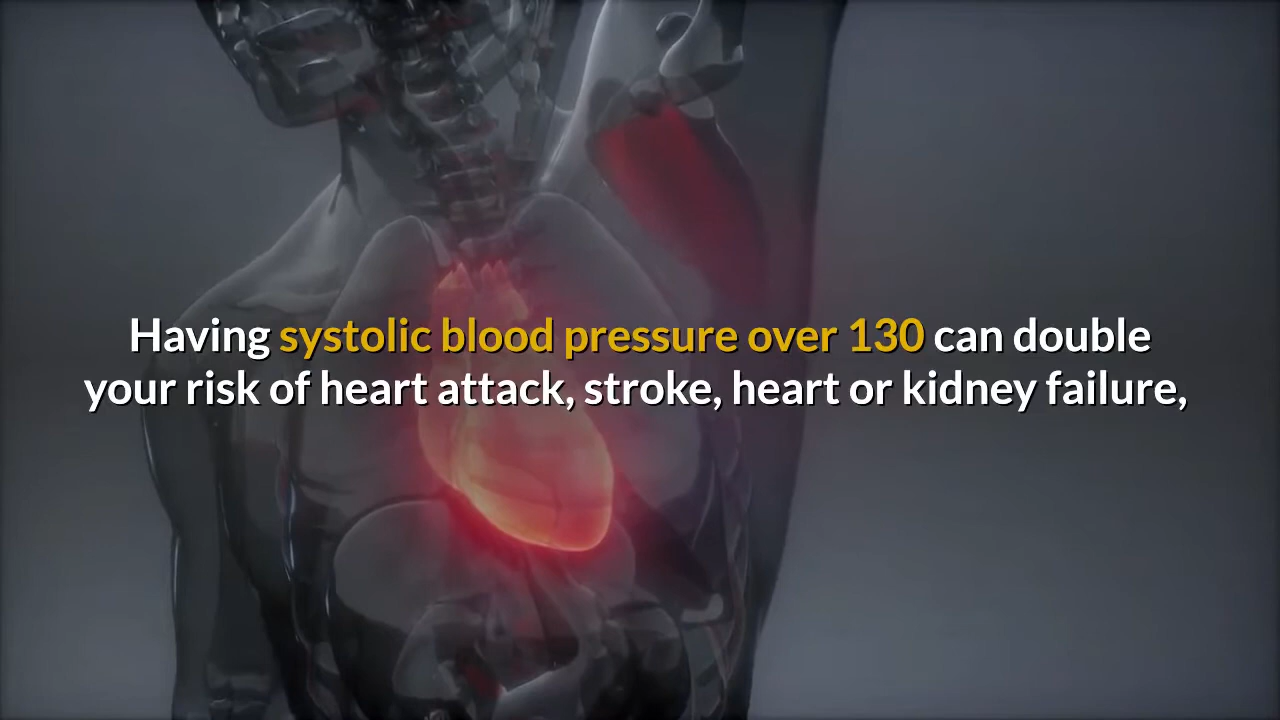 Having systolic blood pressure over 130 can double
your risk of heart attack, stroke, heart or kidney failure,